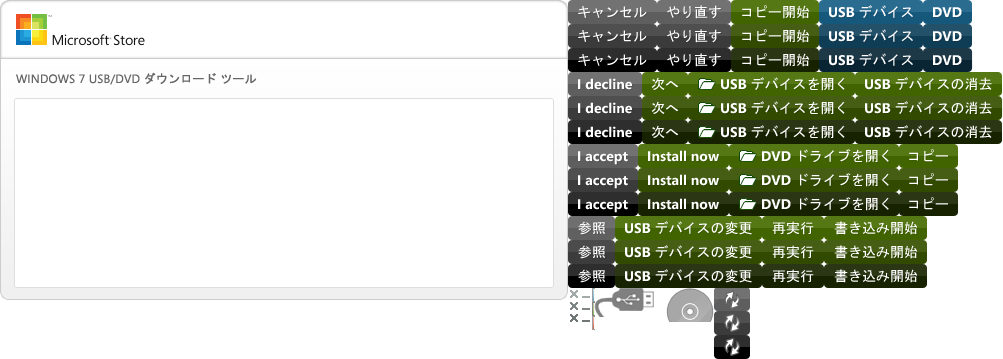 Microsoft Store
WINDOWS 7 USB/DVD ダウンロード ツール
キャンセル やり直す コピー開始 USB デバイス DVD
キャンセル やり直す コピー開始 USB デバイス DVD
キャンセル やり直す コピー開始 USB デバイス DVD
I decline 次へ USB デバイスを開く USB デバイスの消去
I decline 次へ USB デバイスを開く USB デバイスの消去
I decline 次へ USB デバイスを開く USB デバイスの消去
I accept Install now DVD ドライブを開く コピー
I accept Install now DVD ドライブを開く コピー
I accept Install now DVD ドライブを開く コピー
参照 USB デバイスの変更 再実行 書き込み開始
参照 USB デバイスの変更 再実行 書き込み開始
参照 USB デバイスの変更 再実行 書き込み開始